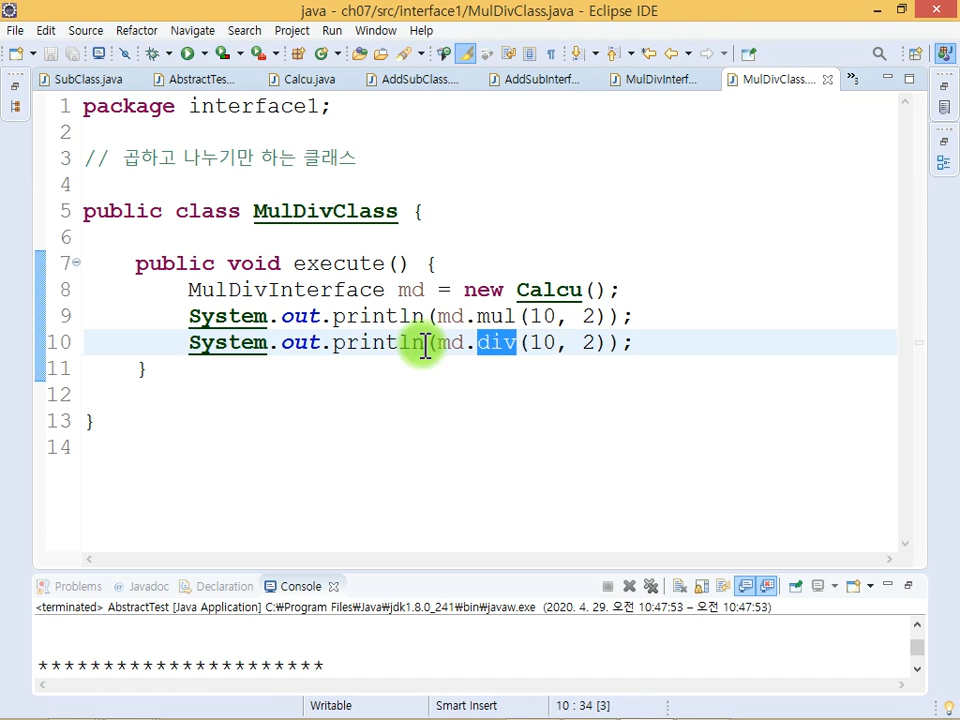 java - ch07/src/interface1/MulDivClass.java - Eclipse IDE
File Edit Source Refactor Navigate Search Project Run Window Help
SubClass.java AbstractTes... Calcu.java AddSubClass.... AddSubInterf... MulDivInterf... MulDivClass.... »3
1 package interface1;
2
3 // 곱하고 나누기만 하는 클래스
4
5 public class MulDivClass {
6
7 public void execute() {
8 MulDivInterface md = new Calcu();
9 System.out.println(md.mul(10, 2));
10 System.out.println(md.div(10, 2));
11 }
12
13 }
14
Problems @ Javadoc Declaration Console
<terminated> AbstractTest [Java Application] C:₩Program Files₩Java₩jdk1.8.0_241₩bin₩javaw.exe (2020. 4. 29. 오전 10:47:53 – 오전 10:47:53)
**********************
Writable Smart Insert 10 : 34 [3]